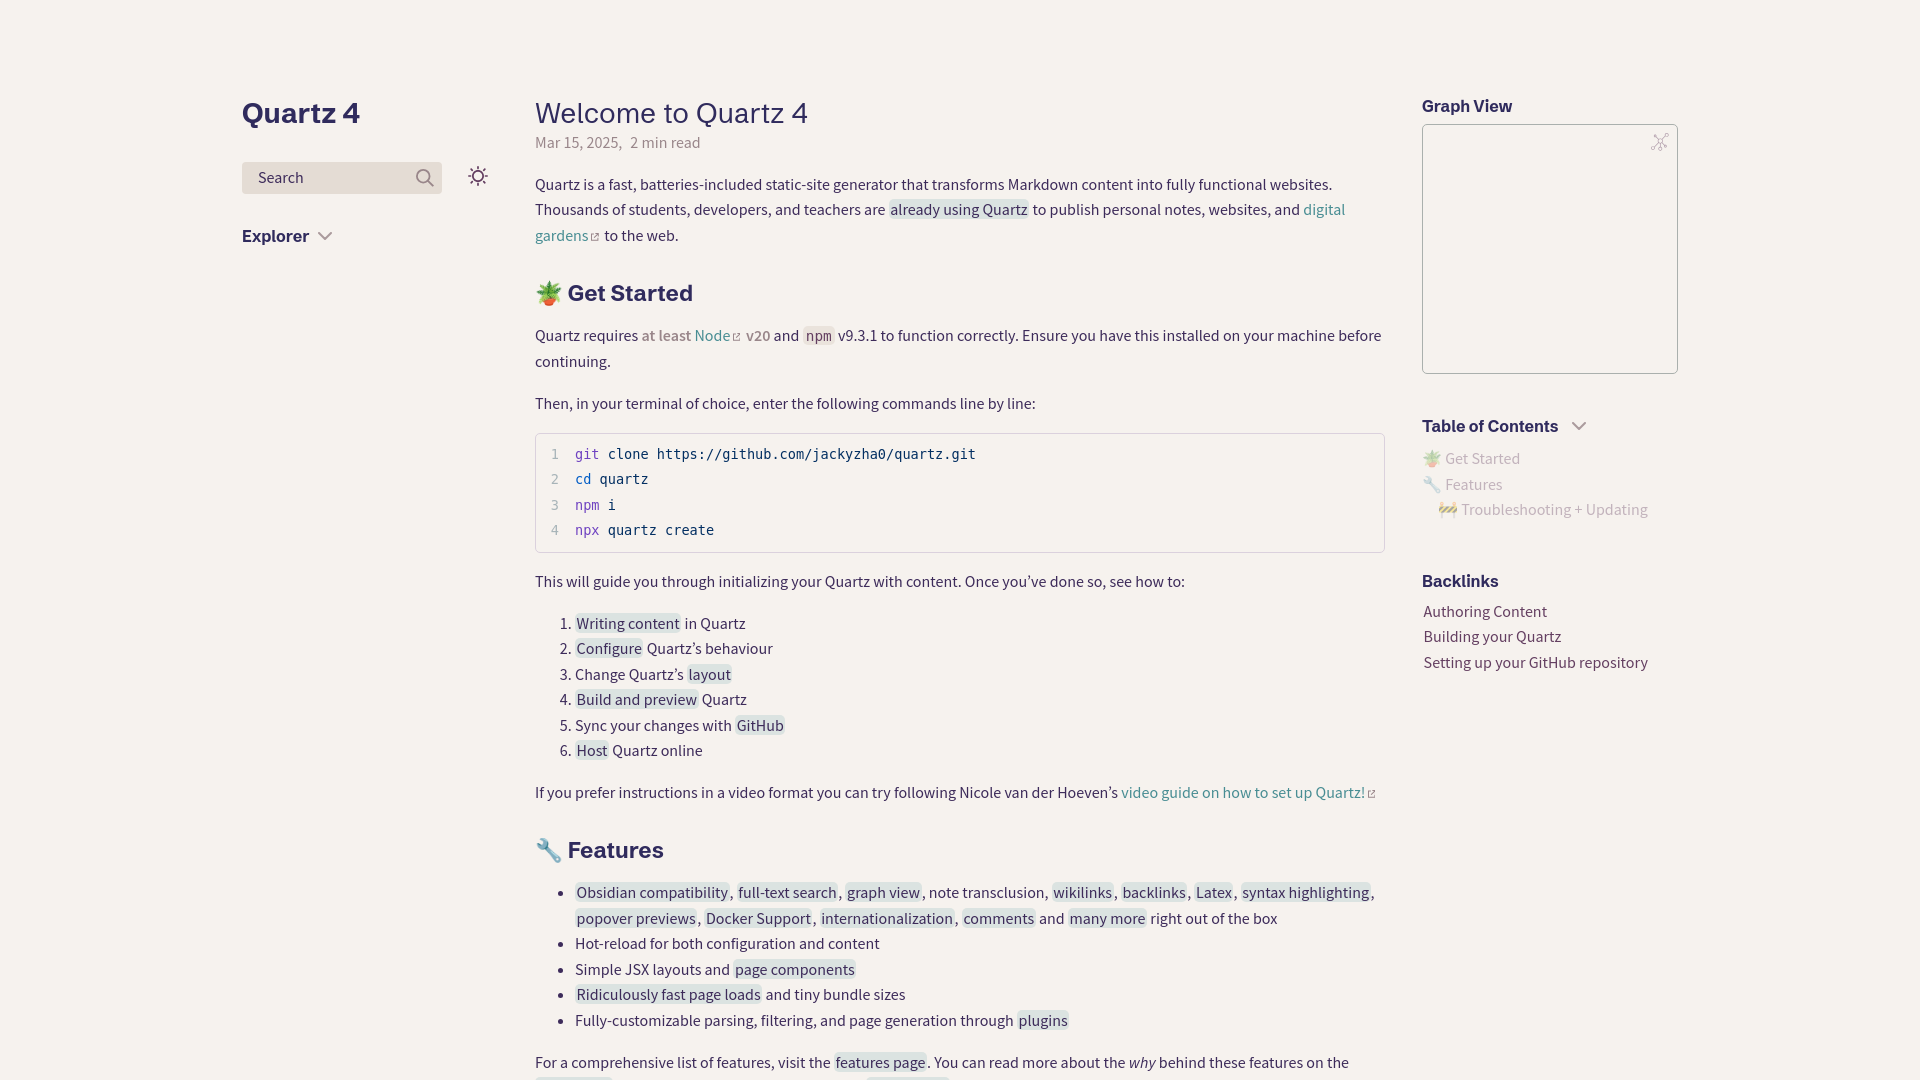 Quartz 4
Search
Explorer
Welcome to Quartz 4
Mar 15, 2025, 2 min read
Quartz is a fast, batteries-included static-site generator that transforms Markdown content into fully functional websites.
Thousands of students, developers, and teachers are already using Quartz to publish personal notes, websites, and digital
gardens to the web.
🪴 Get Started
Quartz requires at least Node v20 and npm v9.3.1 to function correctly. Ensure you have this installed on your machine before
continuing.
Then, in your terminal of choice, enter the following commands line by line:
1 git clone https://github.com/jackyzha0/quartz.git
2 cd quartz
3 npm i
4 npx quartz create
This will guide you through initializing your Quartz with content. Once you’ve done so, see how to:
1. Writing content in Quartz
2. Configure Quartz’s behaviour
3. Change Quartz’s layout
4. Build and preview Quartz
5. Sync your changes with GitHub
6. Host Quartz online
If you prefer instructions in a video format you can try following Nicole van der Hoeven’s video guide on how to set up Quartz!
🔧 Features
• Obsidian compatibility, full-text search, graph view, note transclusion, wikilinks, backlinks, Latex, syntax highlighting,
popover previews, Docker Support, internationalization, comments and many more right out of the box
• Hot-reload for both configuration and content
• Simple JSX layouts and page components
• Ridiculously fast page loads and tiny bundle sizes
• Fully-customizable parsing, filtering, and page generation through plugins
For a comprehensive list of features, visit the features page. You can read more about the why behind these features on the
Graph View
Table of Contents
🪴 Get Started
🔧 Features
🚧 Troubleshooting + Updating
Backlinks
Authoring Content
Building your Quartz
Setting up your GitHub repository